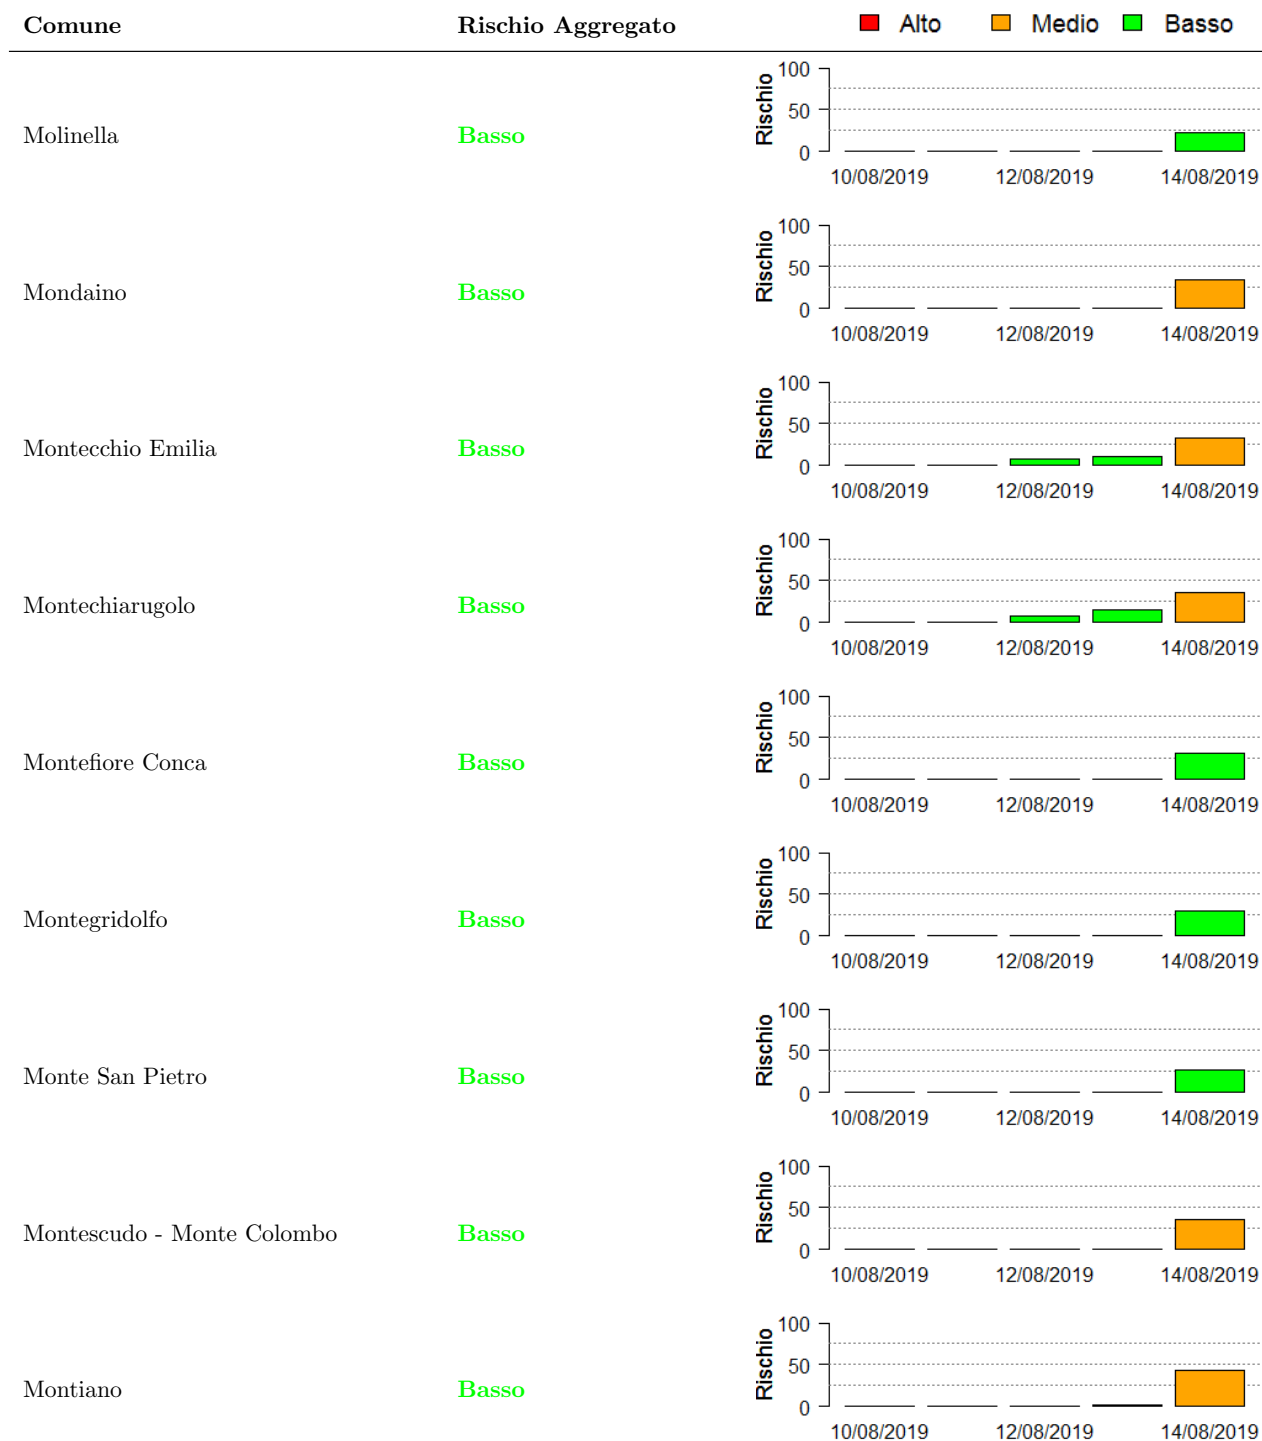 Comune Rischio Aggregato Alto Medio Basso
Molinella Basso
Rischio
100
50
0
10/08/2019 12/08/2019 14/08/2019
Mondaino Basso
Rischio
100
50
0
10/08/2019 12/08/2019 14/08/2019
Montecchio Emilia Basso
Rischio
100
50
0
10/08/2019 12/08/2019 14/08/2019
Montechiarugolo Basso
Rischio
100
50
0
10/08/2019 12/08/2019 14/08/2019
Montefiore Conca Basso
Rischio
100
50
0
10/08/2019 12/08/2019 14/08/2019
Montegridolfo Basso
Rischio
100
50
0
10/08/2019 12/08/2019 14/08/2019
Monte San Pietro Basso
Rischio
100
50
0
10/08/2019 12/08/2019 14/08/2019
Montescudo - Monte Colombo Basso
Rischio
100
50
0
10/08/2019 12/08/2019 14/08/2019
Montiano Basso
Rischio
100
50
0
10/08/2019 12/08/2019 14/08/2019